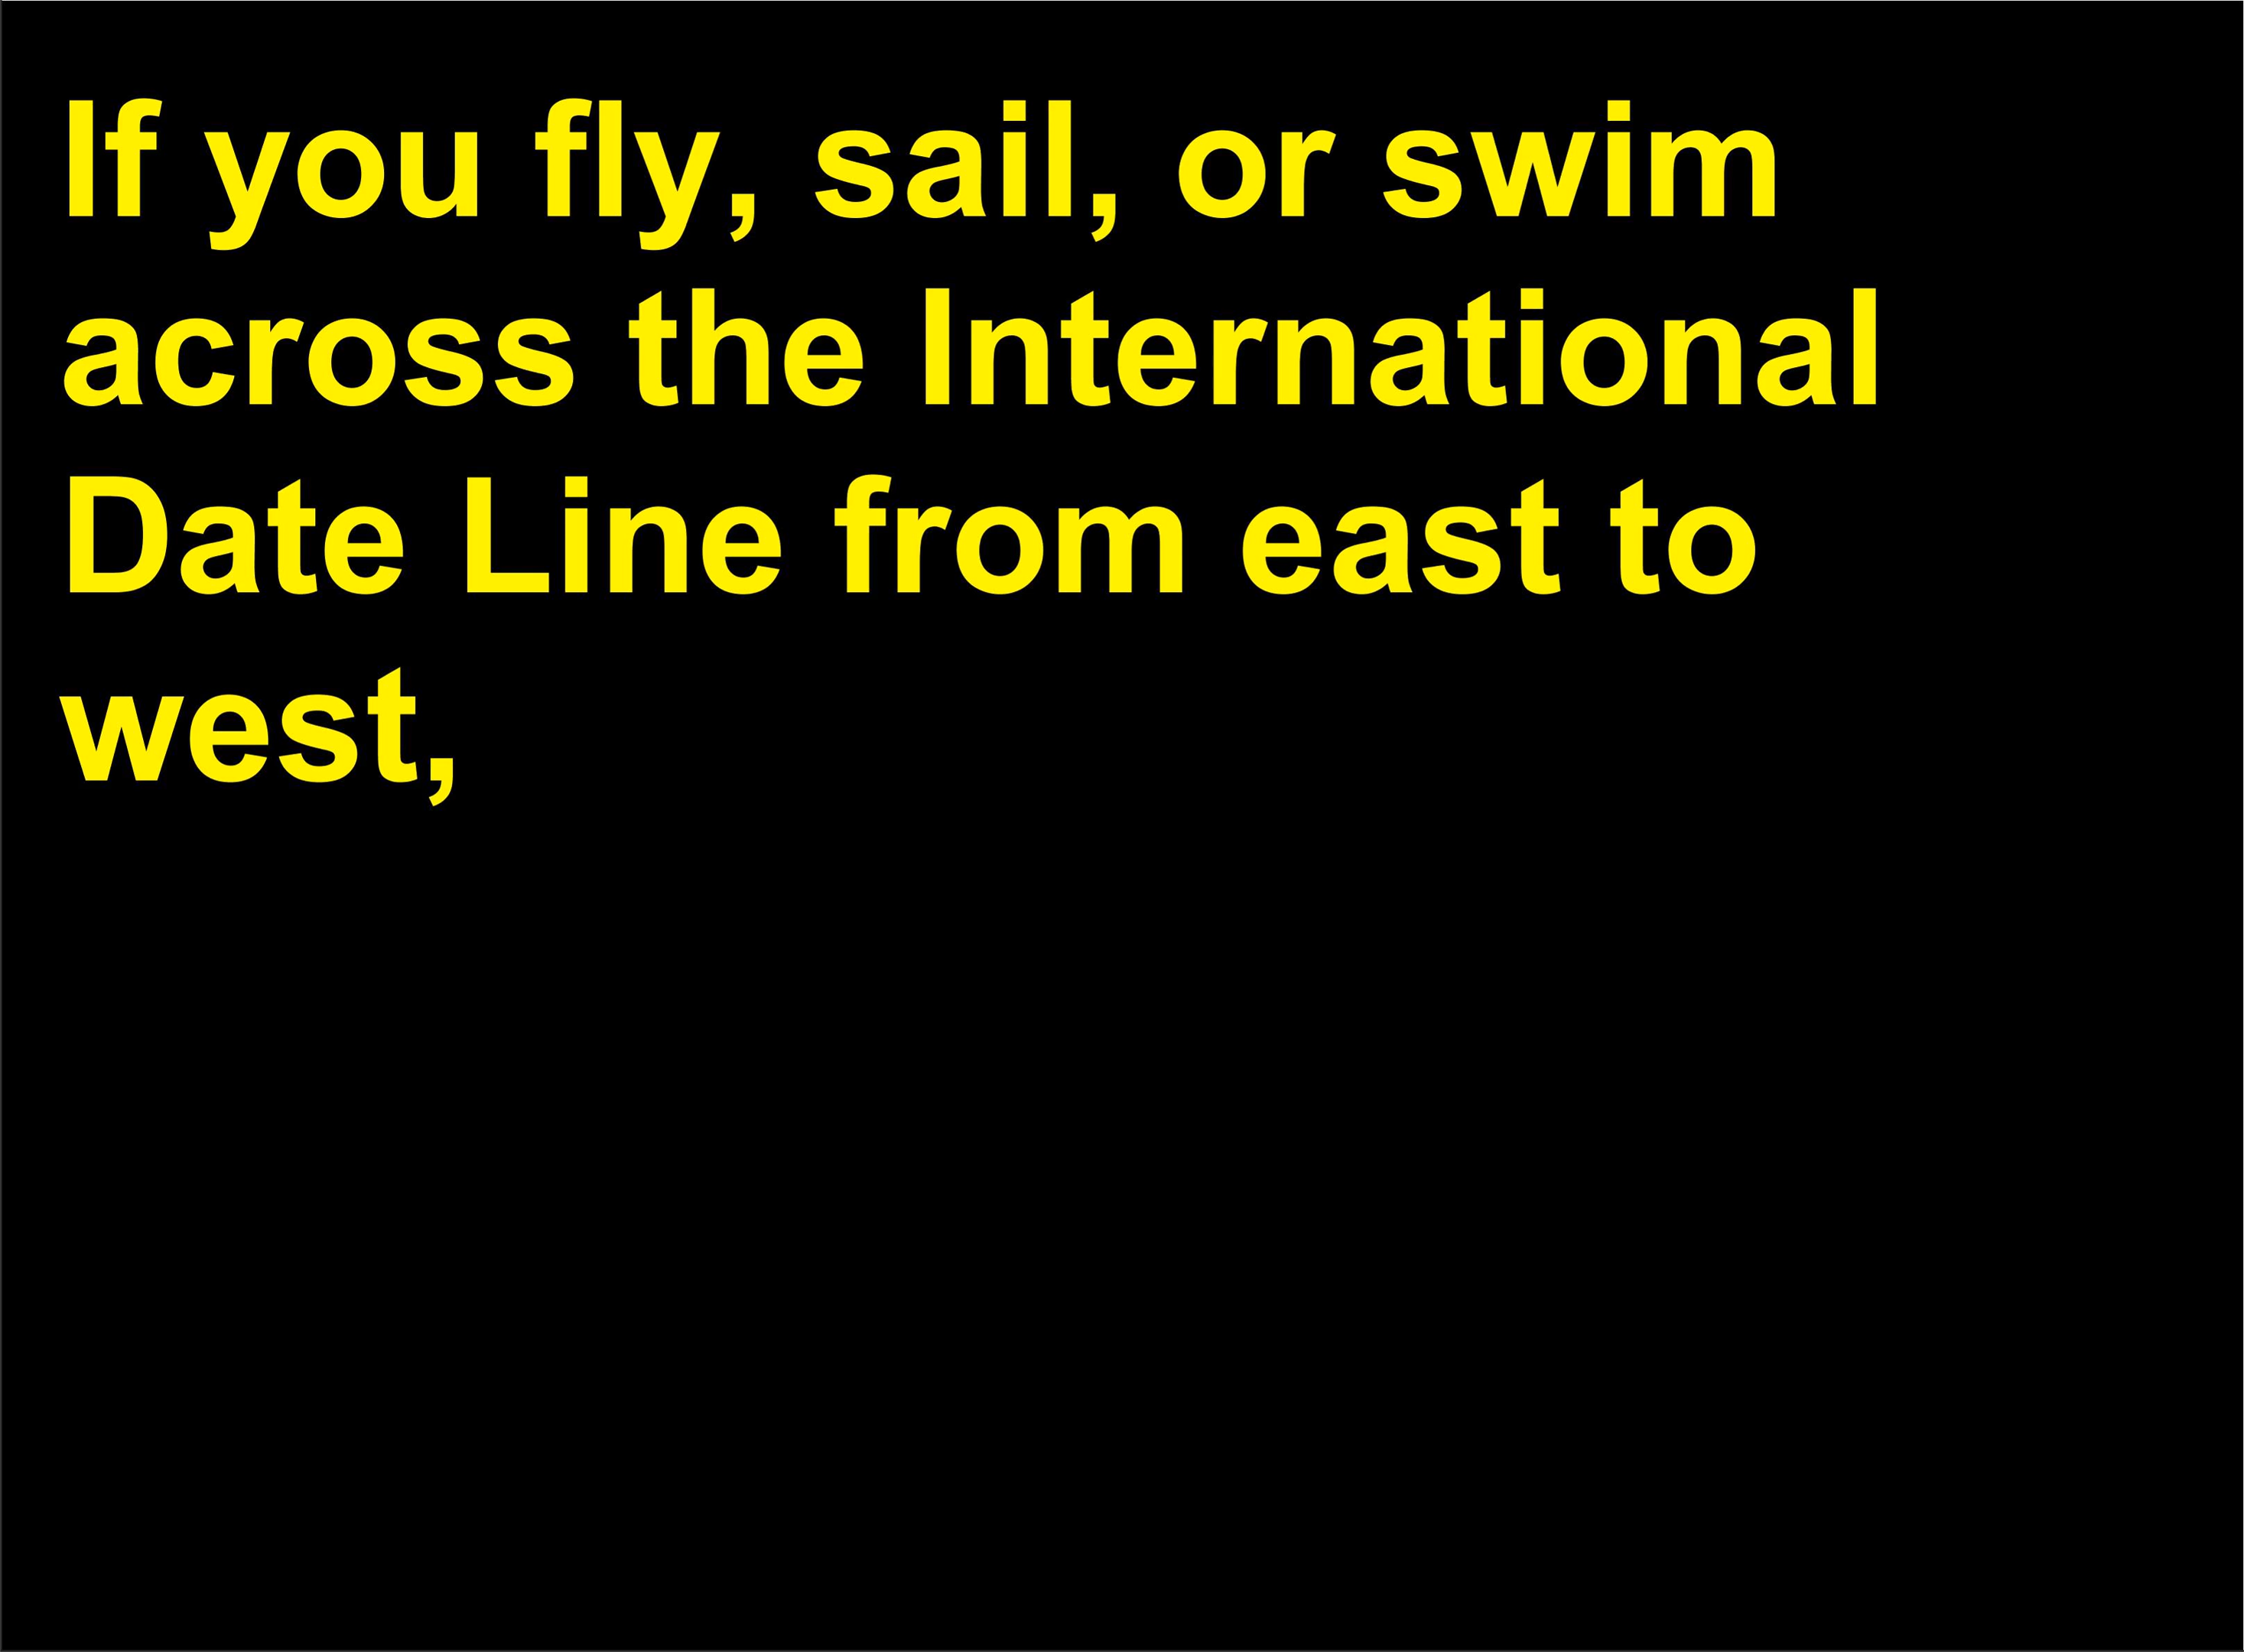 If you fly, sail, or swim
across the International
Date Line from east to
west,